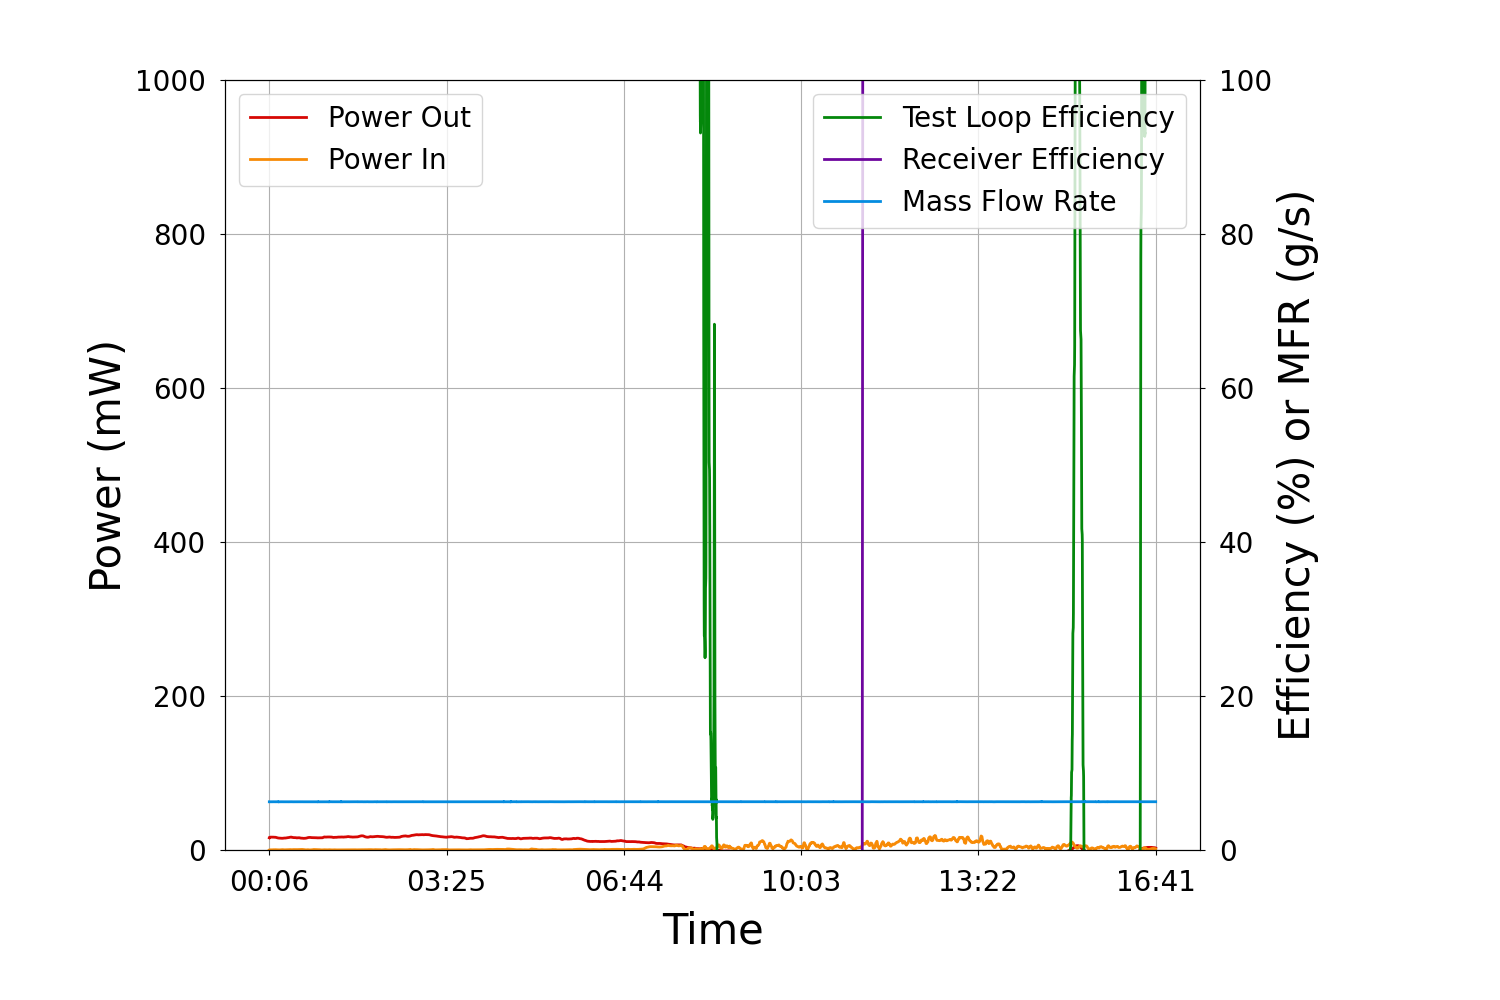 Power Out
Power In
Test Loop Efficiency
Receiver Efficiency
Mass Flow Rate
1000
800
600
400
200
0
100
80
60
40
20
0
Power (mW)
Efficiency (%) or MFR (g/s)
00:06 03:25 06:44 10:03 13:22 16:41
Time